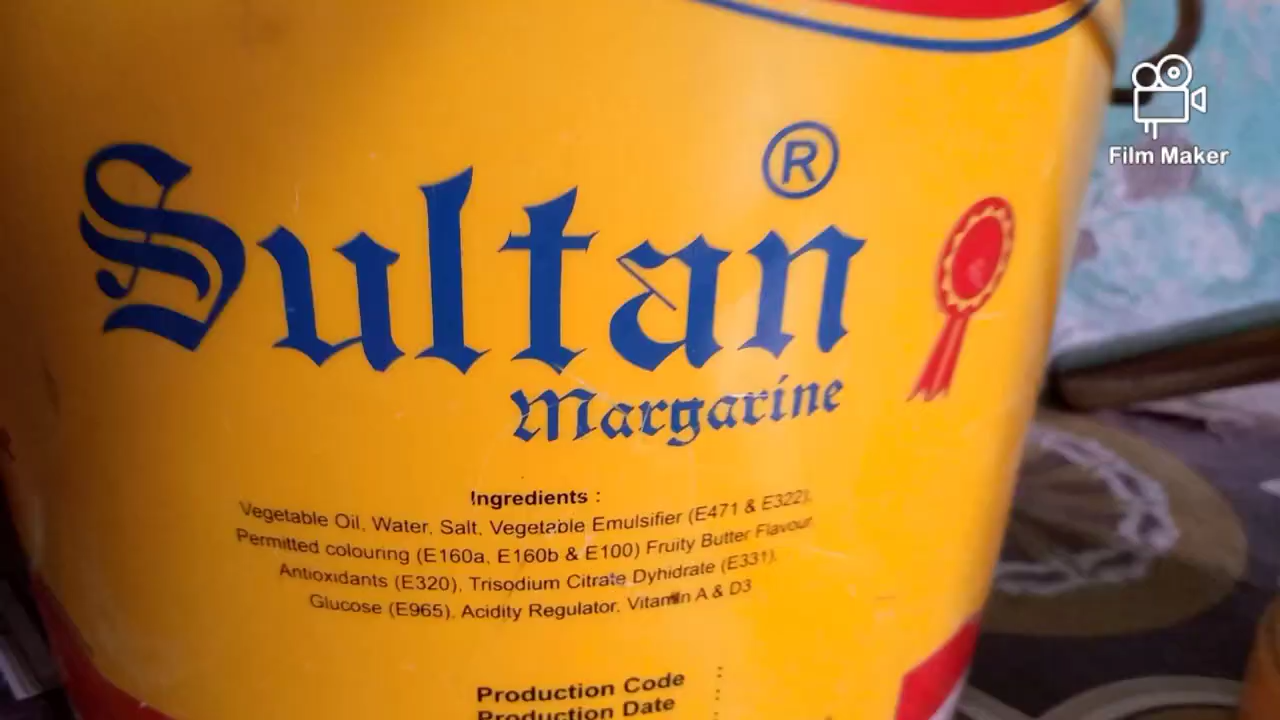 Film Maker
®
Sultan
Margarine
Ingredients :
Vegetable Oil, Water, Salt, Vegetable Emulsifier (E471 & E322),
Permitted colouring (E160a, E160b & E100) Fruity Butter Flavour
Antioxidants (E320), Trisodium Citrate Dyhidrate (E331),
Glucose (E965), Acidity Regulator, Vitamin A & D3
Production Code :
Production Date :